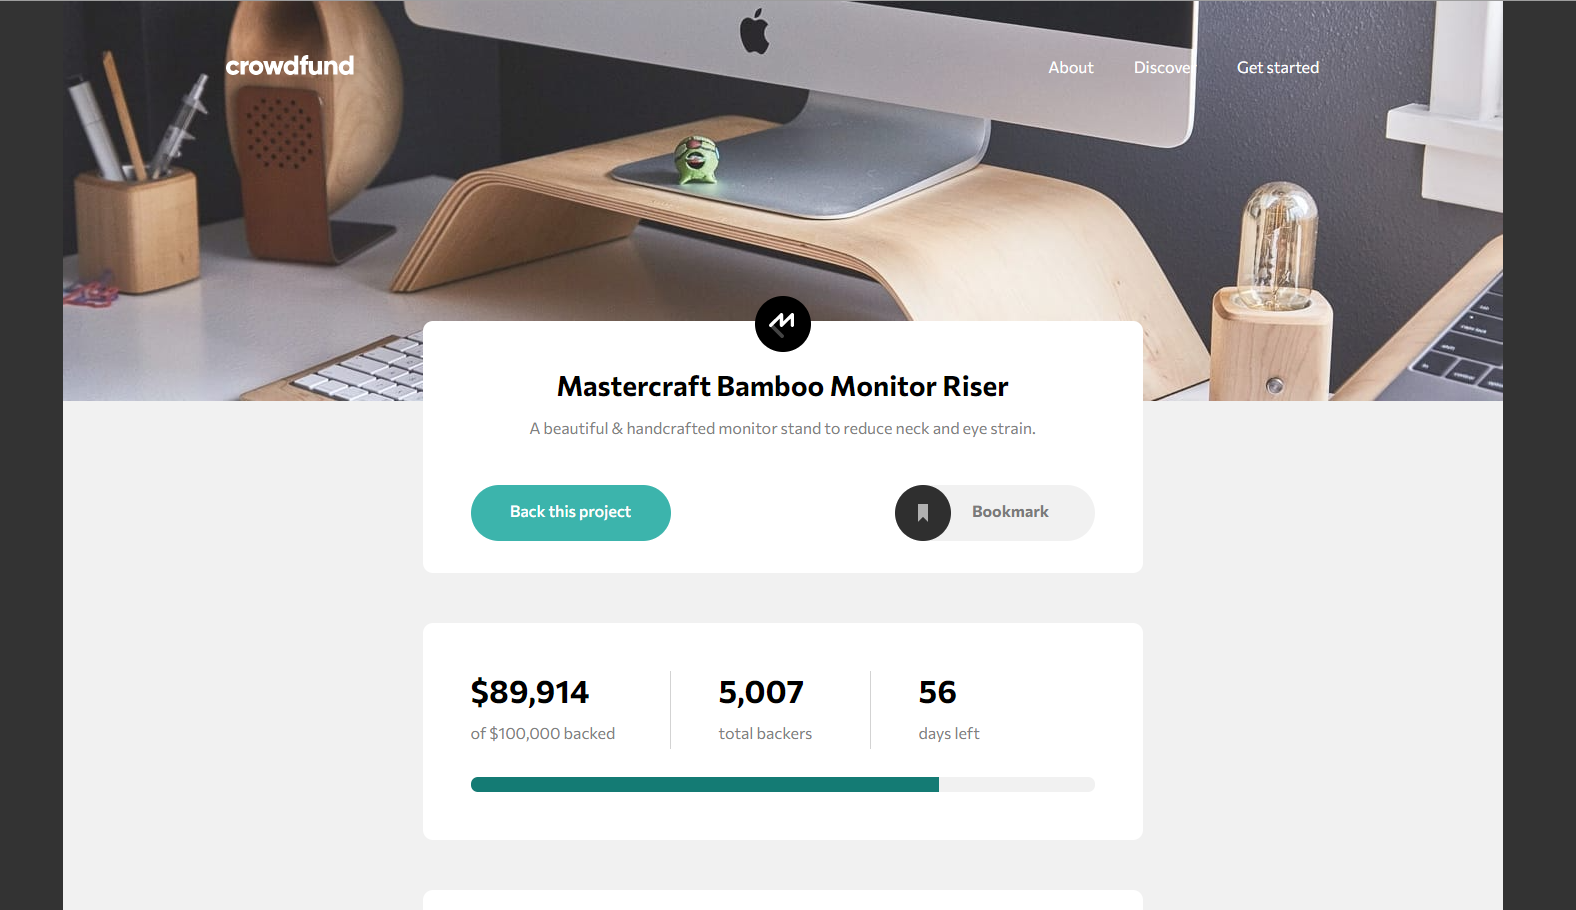 crowdfund
About Discover Get started
Mastercraft Bamboo Monitor Riser
A beautiful & handcrafted monitor stand to reduce neck and eye strain.
Back this project
Bookmark
$89,914
of $100,000 backed
5,007
total backers
56
days left